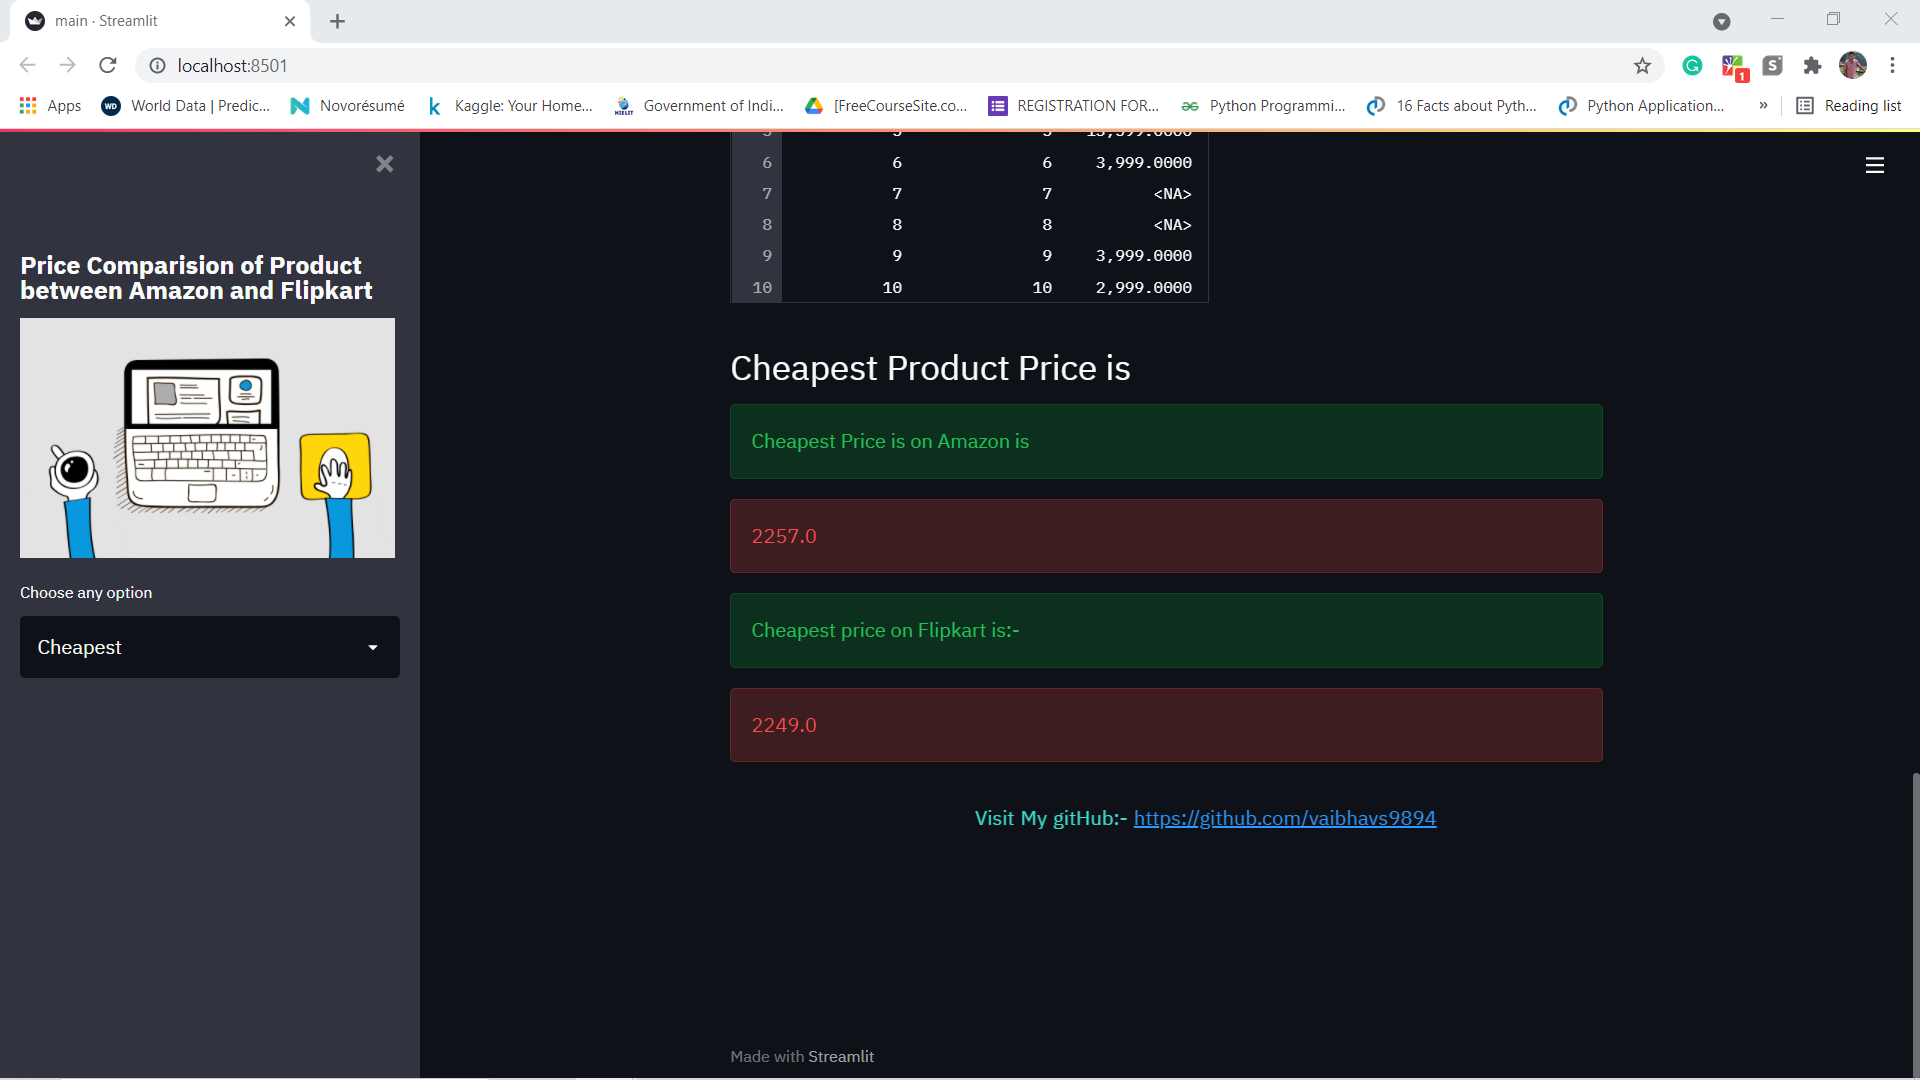 main · Streamlit
localhost:8501
Apps World Data | Predic... Novorésumé Kaggle: Your Home... Government of Indi... [FreeCourseSite.co... REGISTRATION FOR... Python Programmi... 16 Facts about Pyth... Python Application... » Reading list
Price Comparision of Product
between Amazon and Flipkart
Choose any option
Cheapest
6 6 6 3,999.0000
7 7 7 <NA>
8 8 8 <NA>
9 9 9 3,999.0000
10 10 10 2,999.0000
Cheapest Product Price is
Cheapest Price is on Amazon is
2257.0
Cheapest price on Flipkart is:-
2249.0
Visit My gitHub:- https://github.com/vaibhavs9894
Made with Streamlit